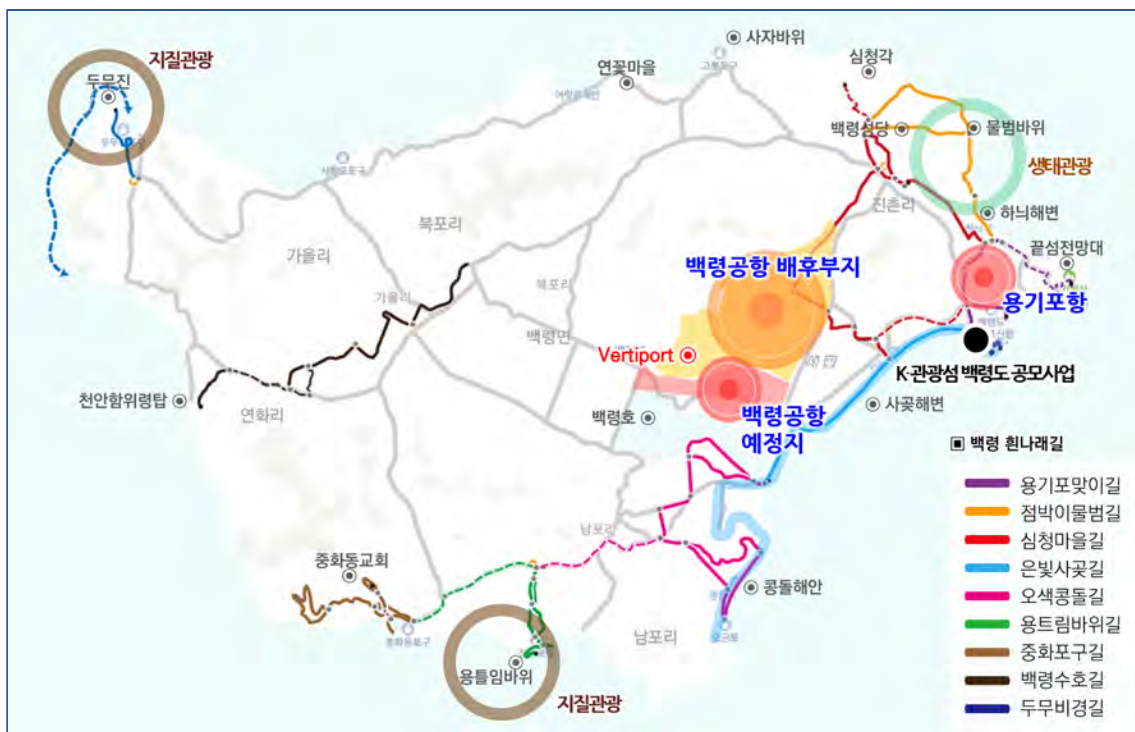 지질관광
두무진
사자바위
연꽃마을
심청각
백령성당
물범바위
생태관광
하늬해변
끝섬전망대
진촌리
북포리
가을리
가을리
북포리
백령면
백령공항 배후부지
용기포항
Vertiport
K-관광섬 백령도 공모사업
백령공항
예정지
백령호
사곶해변
천안함위령탑
연화리
남포리
중화동교회
중화동포구
콩돌해안
오군포
남포리
용틀임바위
지질관광
백령 흰나래길
용기포맞이길
점박이물범길
심청마을길
은빛사곶길
오색콩돌길
용트림바위길
중화포구길
백령수호길
두무비경길